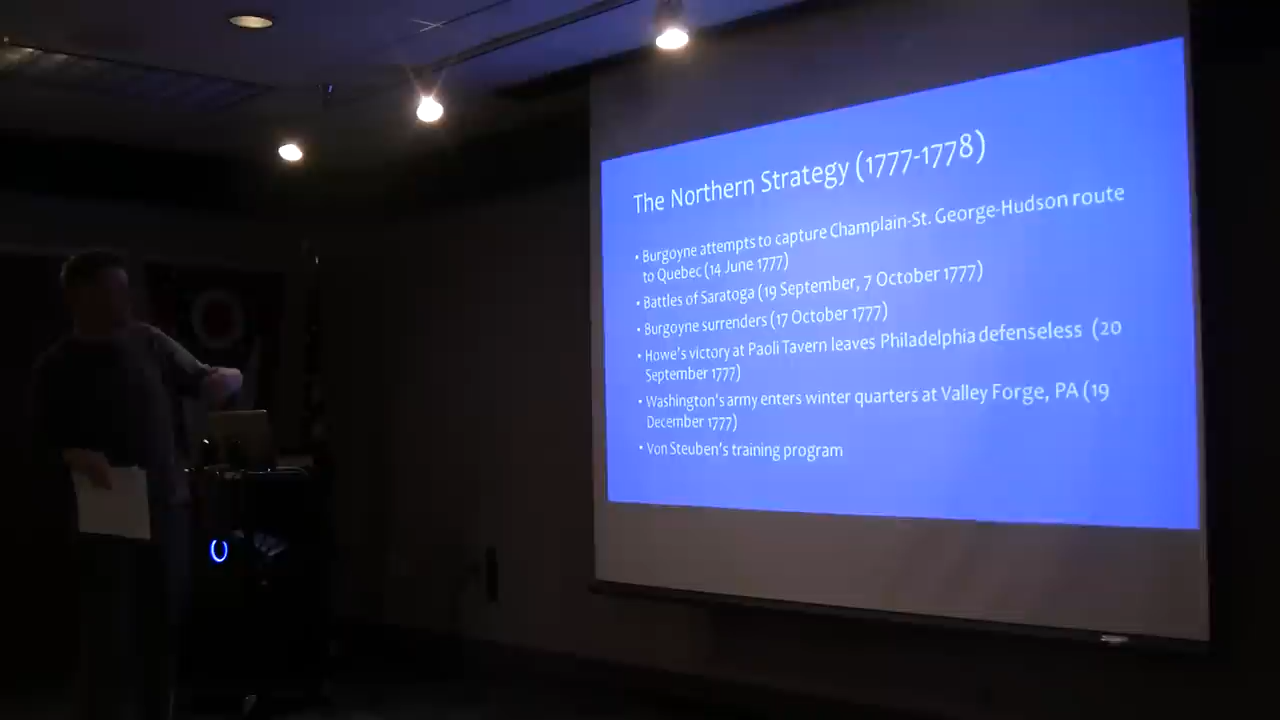 The Northern Strategy (1777-1778)
• Burgoyne attempts to capture Champlain-St. George-Hudson route
to Quebec (14 June 1777)
• Battles of Saratoga (19 September, 7 October 1777)
• Burgoyne surrenders (17 October 1777)
• Howe's victory at Paoli Tavern leaves Philadelphia defenseless (20
September 1777)
• Washington's army enters winter quarters at Valley Forge, PA (19
December 1777)
• Von Steuben's training program